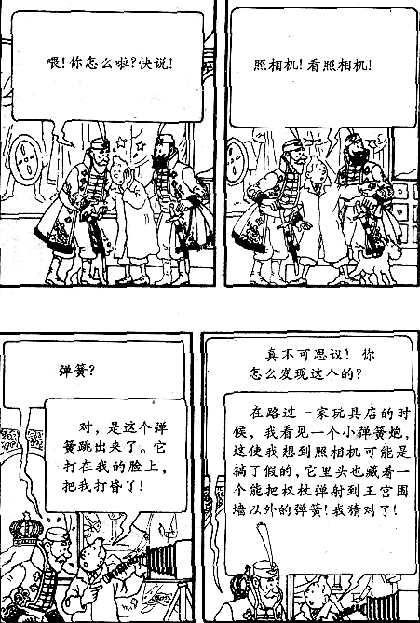 喂!你怎么啦?快说!
照相机!看照相机!
弹簧?
对,是这个弹
簧跳出夹了。它
打在我的脸上,
把我打昏了!
真不可思议! 你
怎么发现这个的?
在路过一家玩具店的时
候,我看见一个小弹簧炮,
这使我想到照相机可能是
搞了假的,它里头也藏着一
个能把权杖弹射到王宫围
墙以外的弹簧!我猜对了!